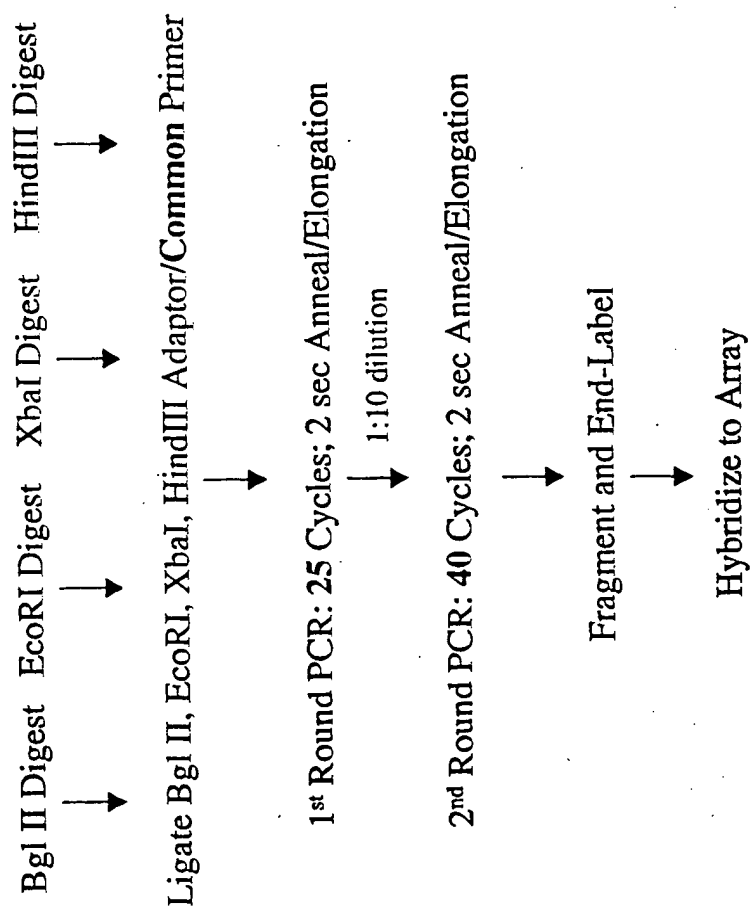 Bgl II Digest EcoRI Digest XbaI Digest HindIII Digest
Ligate Bgl II, EcoRI, XbaI, HindIII Adaptor/Common Primer
1st Round PCR: 25 Cycles; 2 sec Anneal/Elongation
1:10 dilution
2nd Round PCR: 40 Cycles; 2 sec Anneal/Elongation
Fragment and End-Label
Hybridize to Array